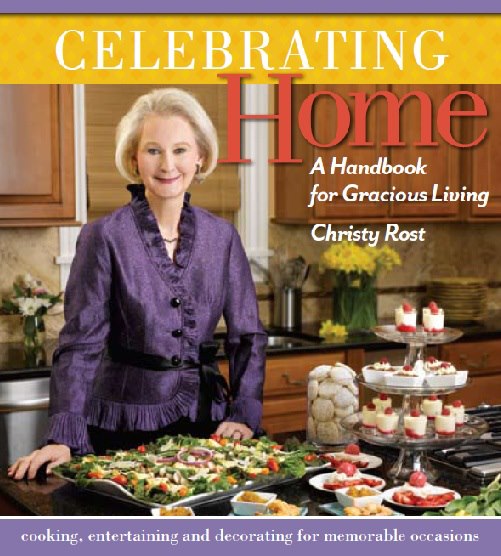 CELEBRATING
Home
A Handbook
for Gracious Living
Christy Rost
cooking, entertaining and decorating for memorable occasions